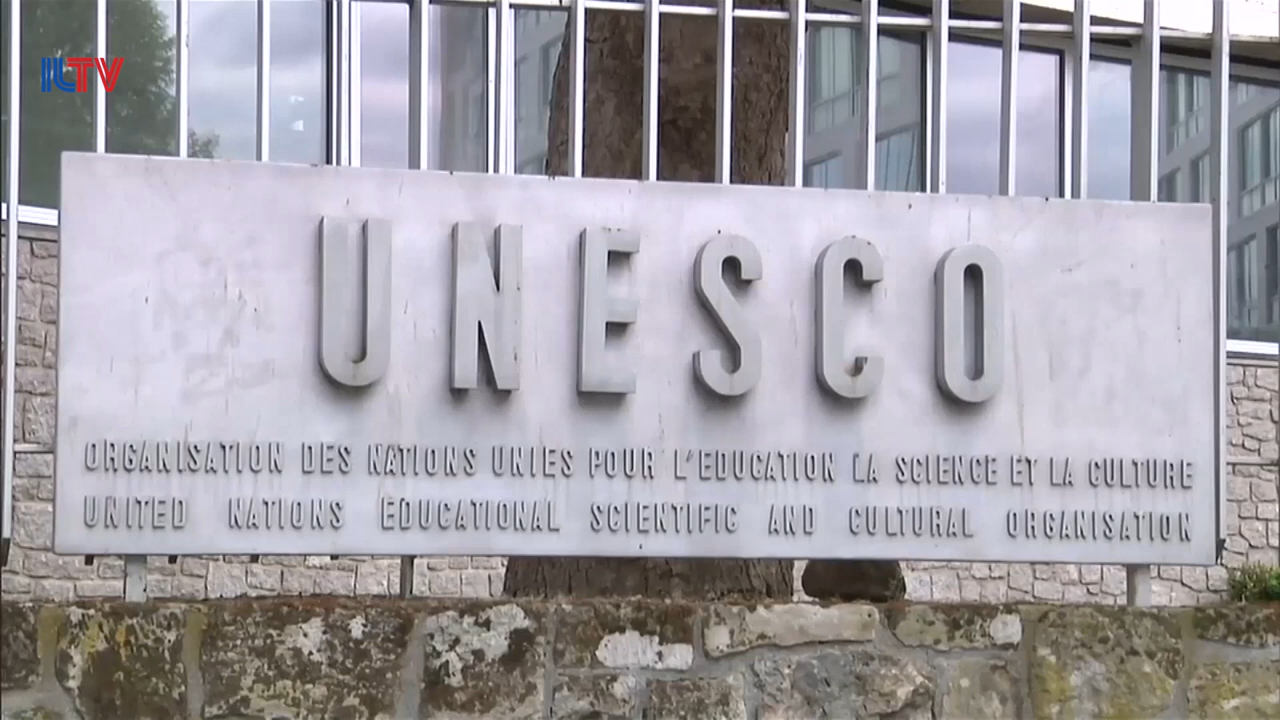 ILTV
UNESCO
ORGANISATION DES NATIONS UNIES POUR L'EDUCATION LA SCIENCE ET LA CULTURE
UNITED NATIONS EDUCATIONAL SCIENTIFIC AND CULTURAL ORGANISATION